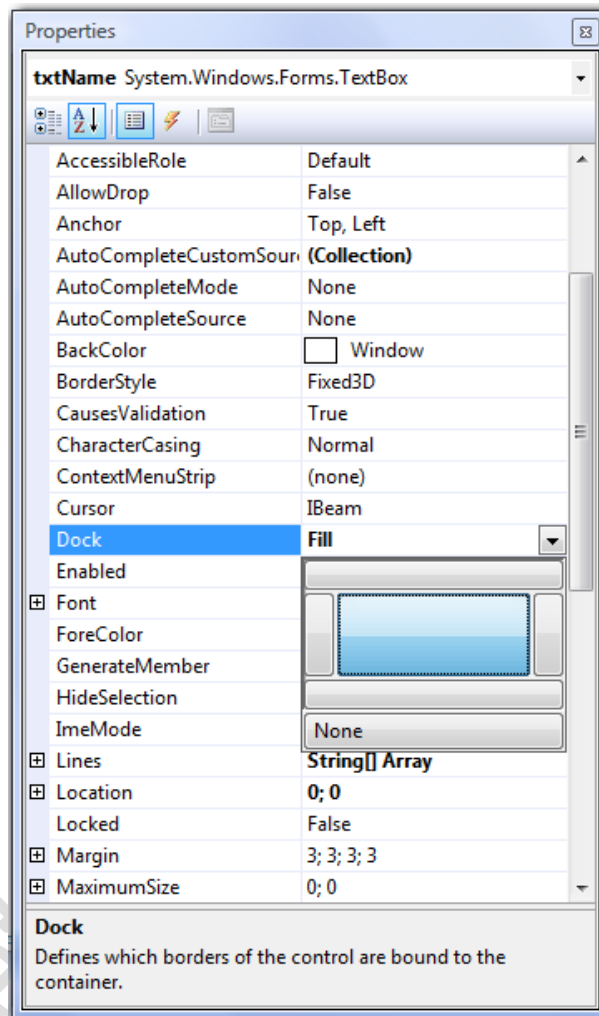 Properties
txtName System.Windows.Forms.TextBox
AccessibleRole Default
AllowDrop False
Anchor Top, Left
AutoCompleteCustomSour (Collection)
AutoCompleteMode None
AutoCompleteSource None
BackColor Window
BorderStyle Fixed3D
CausesValidation True
CharacterCasing Normal
ContextMenuStrip (none)
Cursor IBeam
Dock Fill
Enabled
Font
ForeColor
GenerateMember
HideSelection
ImeMode None
Lines String[] Array
Location 0; 0
Locked False
Margin 3; 3; 3; 3
MaximumSize 0; 0
Dock
Defines which borders of the control are bound to the
container.